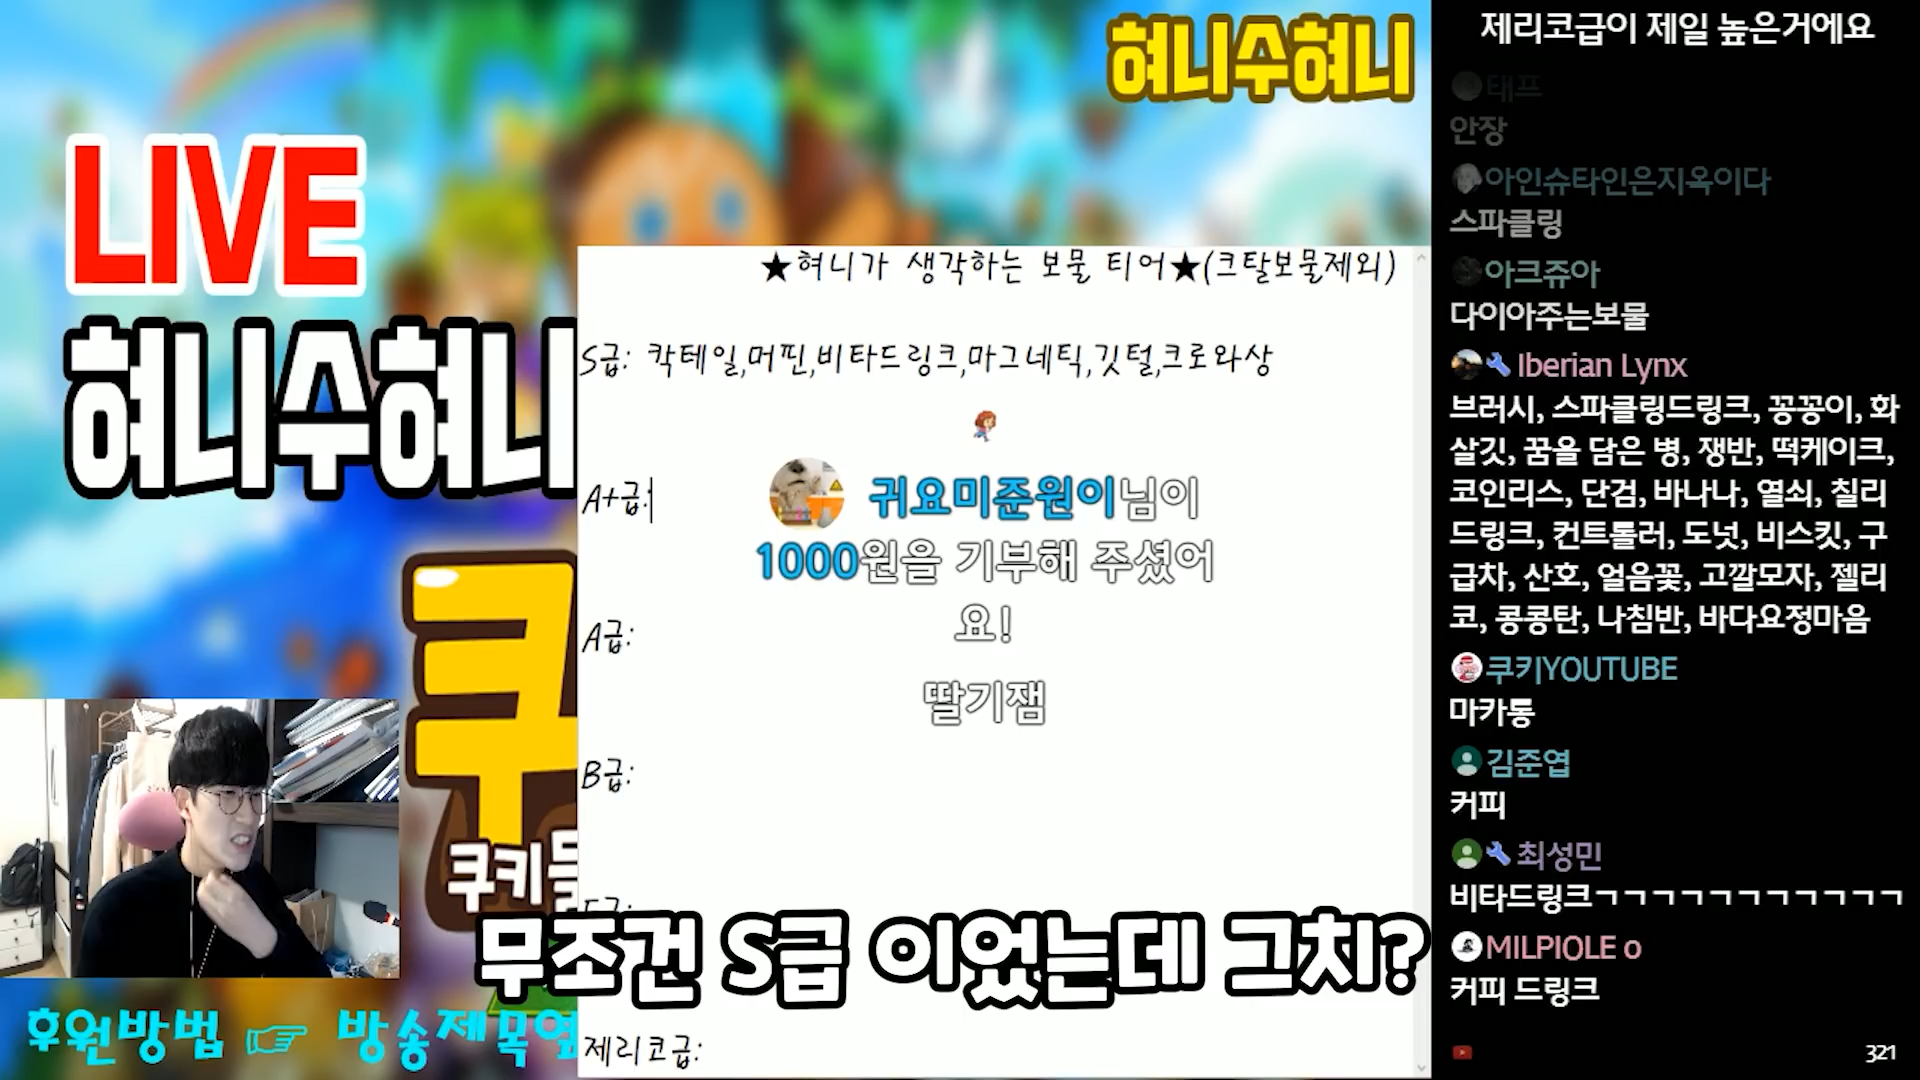 혀니수혀니
LIVE
혀니수혀니
★혀니가 생각하는 보물 티어★(크탈보물제외)
S급: 칵테일,머핀,비타드링크,마그네틱,깃털,크로와상
A+급:
귀요미준원이님이
1000원을 기부해 주셨어
요!
딸기잼
A급:
B급:
쿠
쿠키들
무조건 S급 이었는데 그치?
제리코급:
후원방법 ☞ 방송제목옆
제리코급이 제일 높은거에요
태프
안장
아인슈타인은지옥이다
스파클링
아크쥬아
다이아주는보물
Iberian Lynx
브러시, 스파클링드링크, 꽁꽁이, 화
살깃, 꿈을 담은 병, 쟁반, 떡케이크,
코인리스, 단검, 바나나, 열쇠, 칠리
드링크, 컨트롤러, 도넛, 비스킷, 구
급차, 산호, 얼음꽃, 고깔모자, 젤리
코, 콩콩탄, 나침반, 바다요정마음
쿠키YOUTUBE
마카통
김준엽
커피
최성민
비타드링크ㄱㄱㄱㄱㄱㄱㄱㄱㄱㄱㄱ
MILPIOLE o
커피 드링크
321